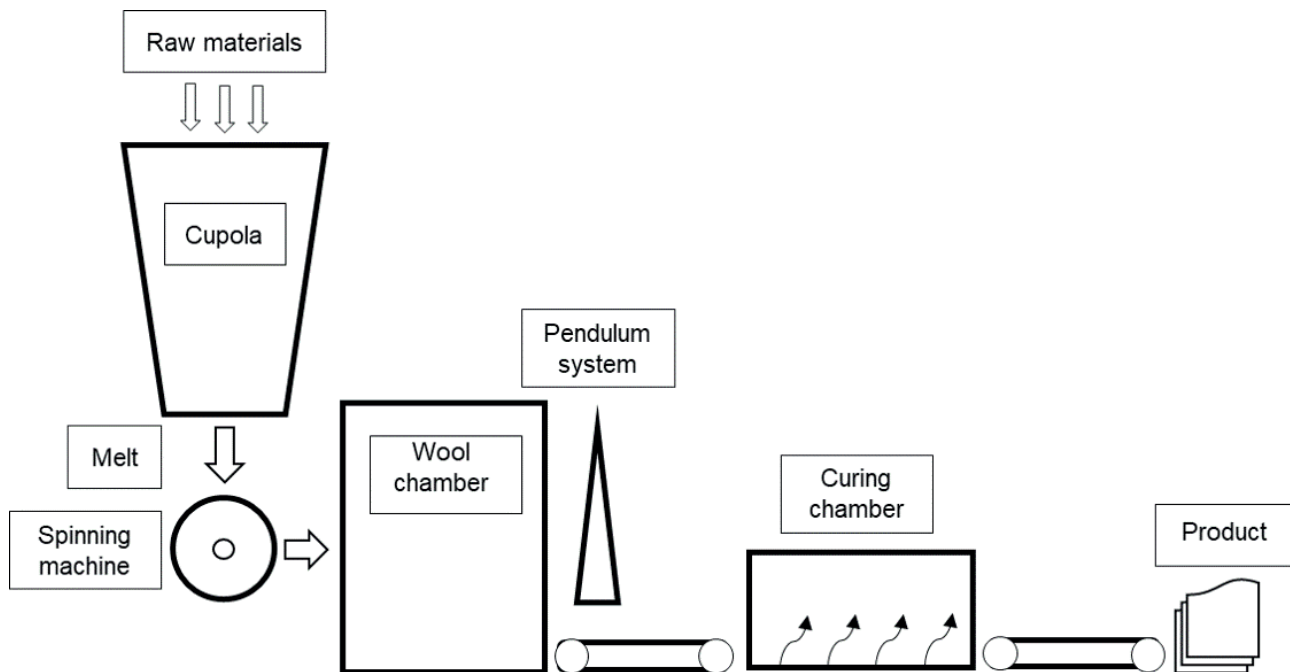 Raw materials
Cupola
Melt
Spinning
machine
Wool
chamber
Pendulum
system
Curing
chamber
Product